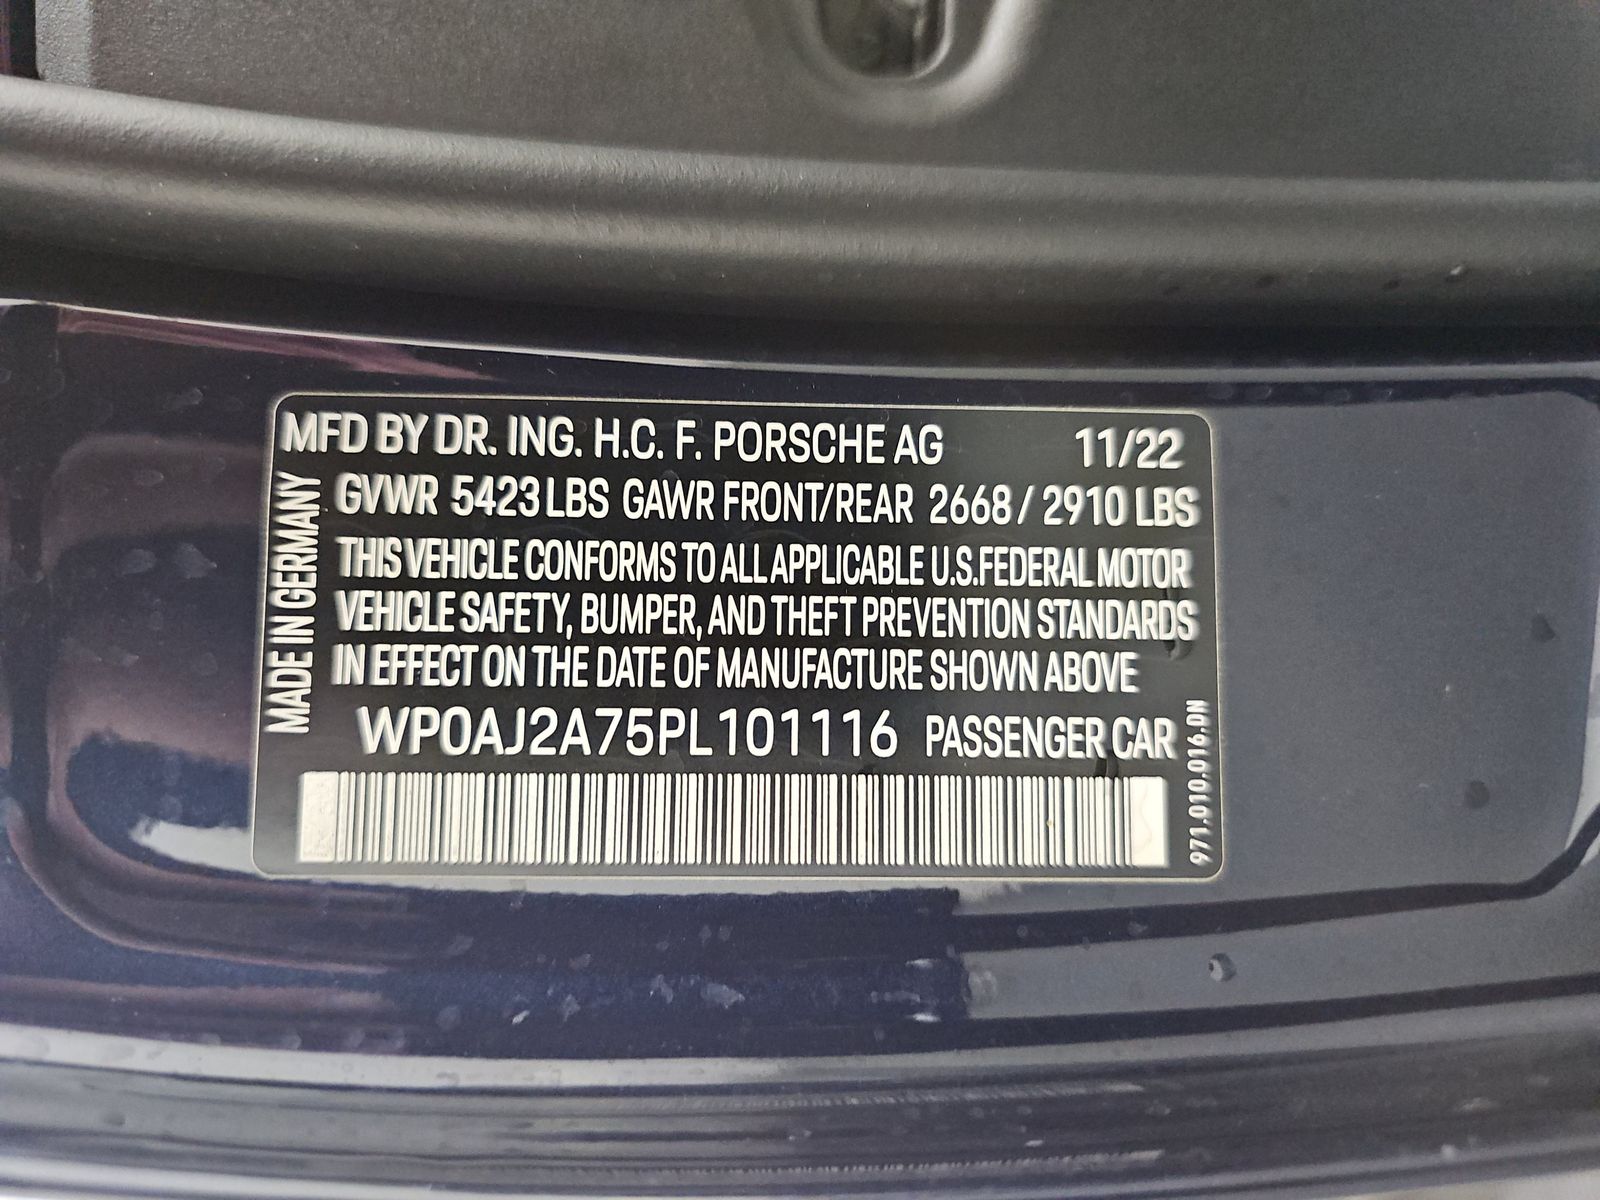 MFD BY DR. ING. H.C. F. PORSCHE AG 11/22
GVWR 5423 LBS GAWR FRONT/REAR 2668 / 2910 LBS
THIS VEHICLE CONFORMS TO ALL APPLICABLE U.S.FEDERAL MOTOR
VEHICLE SAFETY, BUMPER, AND THEFT PREVENTION STANDARDS
IN EFFECT ON THE DATE OF MANUFACTURE SHOWN ABOVE
WP0AJ2A75PL101116 PASSENGER CAR
MADE IN GERMANY
971.010.016.DN